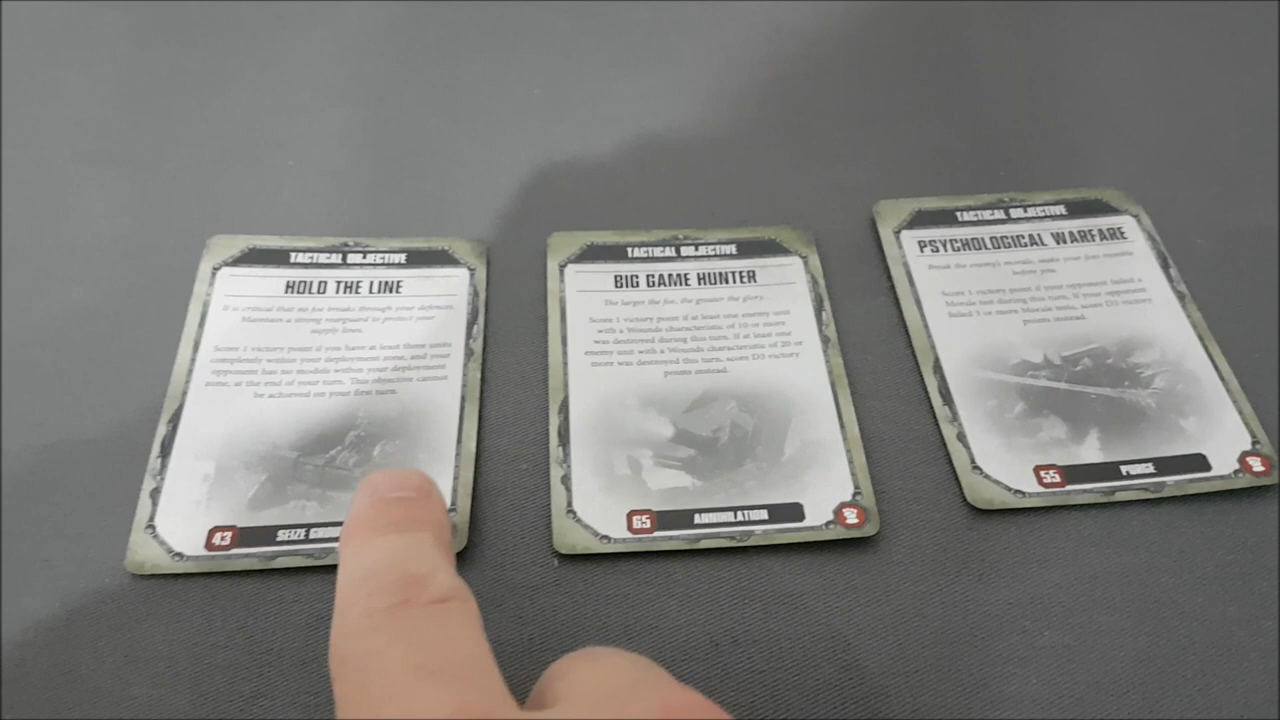 TACTICAL OBJECTIVE
HOLD THE LINE
It is critical that no foe breaks through your defences.
Maintain a strong rearguard to protect your
supply lines.
Score 1 victory point if you have at least three units
completely within your deployment zone, and your
opponent has no models within your deployment
zone, at the end of your turn. This objective cannot
be achieved on your first turn.
43
SEIZE
TACTICAL OBJECTIVE
BIG GAME HUNTER
The larger the foe, the greater the glory.
Score 1 victory point if at least one enemy unit
with a Wounds characteristic of 10 or more
was destroyed during this turn. If at least one
enemy unit with a Wounds characteristic of 20 or
more was destroyed this turn, score D3 victory
points instead.
65
ANNIHILATION
TACTICAL OBJECTIVE
PSYCHOLOGICAL WARFARE
Break the enemy's morale, make your foes tremble
before you.
Score 1 victory point if your opponent failed a
Morale test during this turn. If your opponent
failed 3 or more Morale tests, score D3 victory
points instead.
55
PURGE